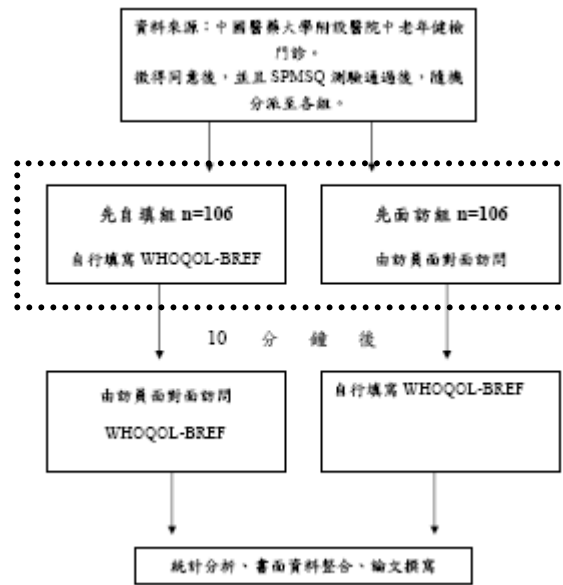 資料來源：中國醫藥大學附設醫院中老年健檢
門診。
徵得同意後，並且 SPMSQ 測驗通過後，隨機
分派至各組。
先自填組 n=106
自行填寫 WHOQOL-BREF
先面訪組 n=106
由訪員面對面訪問
10 分 鐘 後
由訪員面對面訪問
WHOQOL-BREF
自行填寫 WHOQOL-BREF
統計分析、書面資料整合、論文撰寫